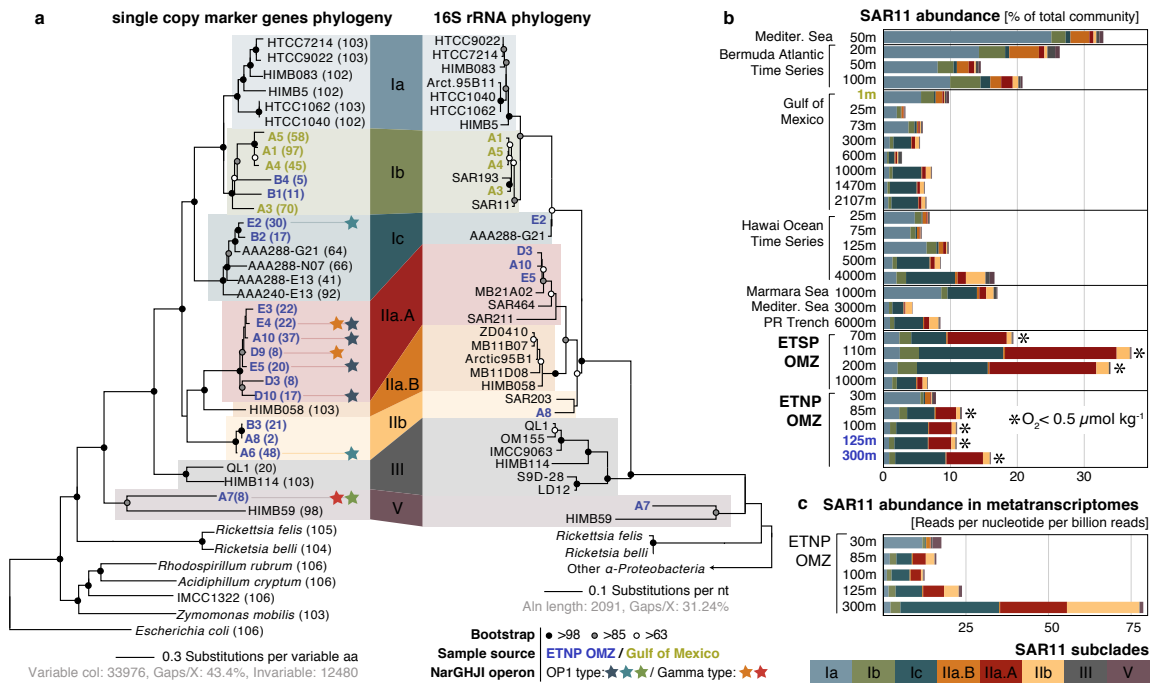 a
single copy marker genes phylogeny
16S rRNA phylogeny
HTCC7214 (103)
HTCC9022 (103)
HIMB083 (102)
HIMB5 (102)
HTCC1062 (103)
HTCC1040 (102)
A5 (58)
A1 (97)
A4 (45)
B4 (5)
B1(11)
A3 (70)
E2 (30)
B2 (17)
AAA288-G21 (64)
AAA288-N07 (66)
AAA288-E13 (41)
AAA240-E13 (92)
E3 (22)
E4 (22)
A10 (37)
D9 (8)
E5 (20)
D3 (8)
D10 (17)
HIMB058 (103)
B3 (21)
A8 (2)
A6 (48)
QL1 (20)
HIMB114 (103)
A7(8)
HIMB59 (98)
Rickettsia felis (105)
Ricketsia belli (104)
Rhodospirillum rubrum (106)
Acidiphillum cryptum (106)
IMCC1322 (106)
Zymomonas mobilis (103)
Escherichia coli (106)
0.3 Substitutions per variable aa
Variable col: 33976, Gaps/X: 43.4%, Invariable: 12480
Ia
Ib
Ic
IIa.A
IIa.B
IIb
III
V
HTCC9022
HTCC7214
HIMB083
Arct.95B11
HTCC1040
HTCC1062
HIMB5
A1
A5
A4
SAR193
A3
SAR11
E2
AAA288-G21
D3
A10
E5
MB21A02
SAR464
SAR211
ZD0410
MB11B07
Arctic95B1
MB11D08
HIMB058
SAR203
A8
QL1
OM155
IMCC9063
HIMB114
S9D-28
LD12
A7
HIMB59
Rickettsia felis
Ricketsia belli
Other α-Proteobacteria
0.1 Substitutions per nt
Aln length: 2091, Gaps/X: 31.24%
Bootstrap >98 >85 >63
Sample source ETNP OMZ / Gulf of Mexico
NarGHJI operon OP1 type: / Gamma type:
b
SAR11 abundance [% of total community]
Mediter. Sea 50m
Bermuda Atlantic Time Series
20m
50m
100m
Gulf of Mexico
1m
25m
73m
300m
600m
1000m
1470m
2107m
Hawai Ocean Time Series
25m
75m
125m
500m
4000m
Marmara Sea 1000m
Mediter. Sea 3000m
PR Trench 6000m
ETSP OMZ
70m *
110m *
200m *
1000m
ETNP OMZ
30m
85m *
100m *
125m *
300m *
*O2< 0.5 µmol kg-1
0 10 20 30
c
SAR11 abundance in metatranscriptomes
[Reads per nucleotide per billion reads]
ETNP OMZ
30m
85m
100m
125m
300m
25 50 75
SAR11 subclades
Ia Ib Ic IIa.B IIa.A IIb III V